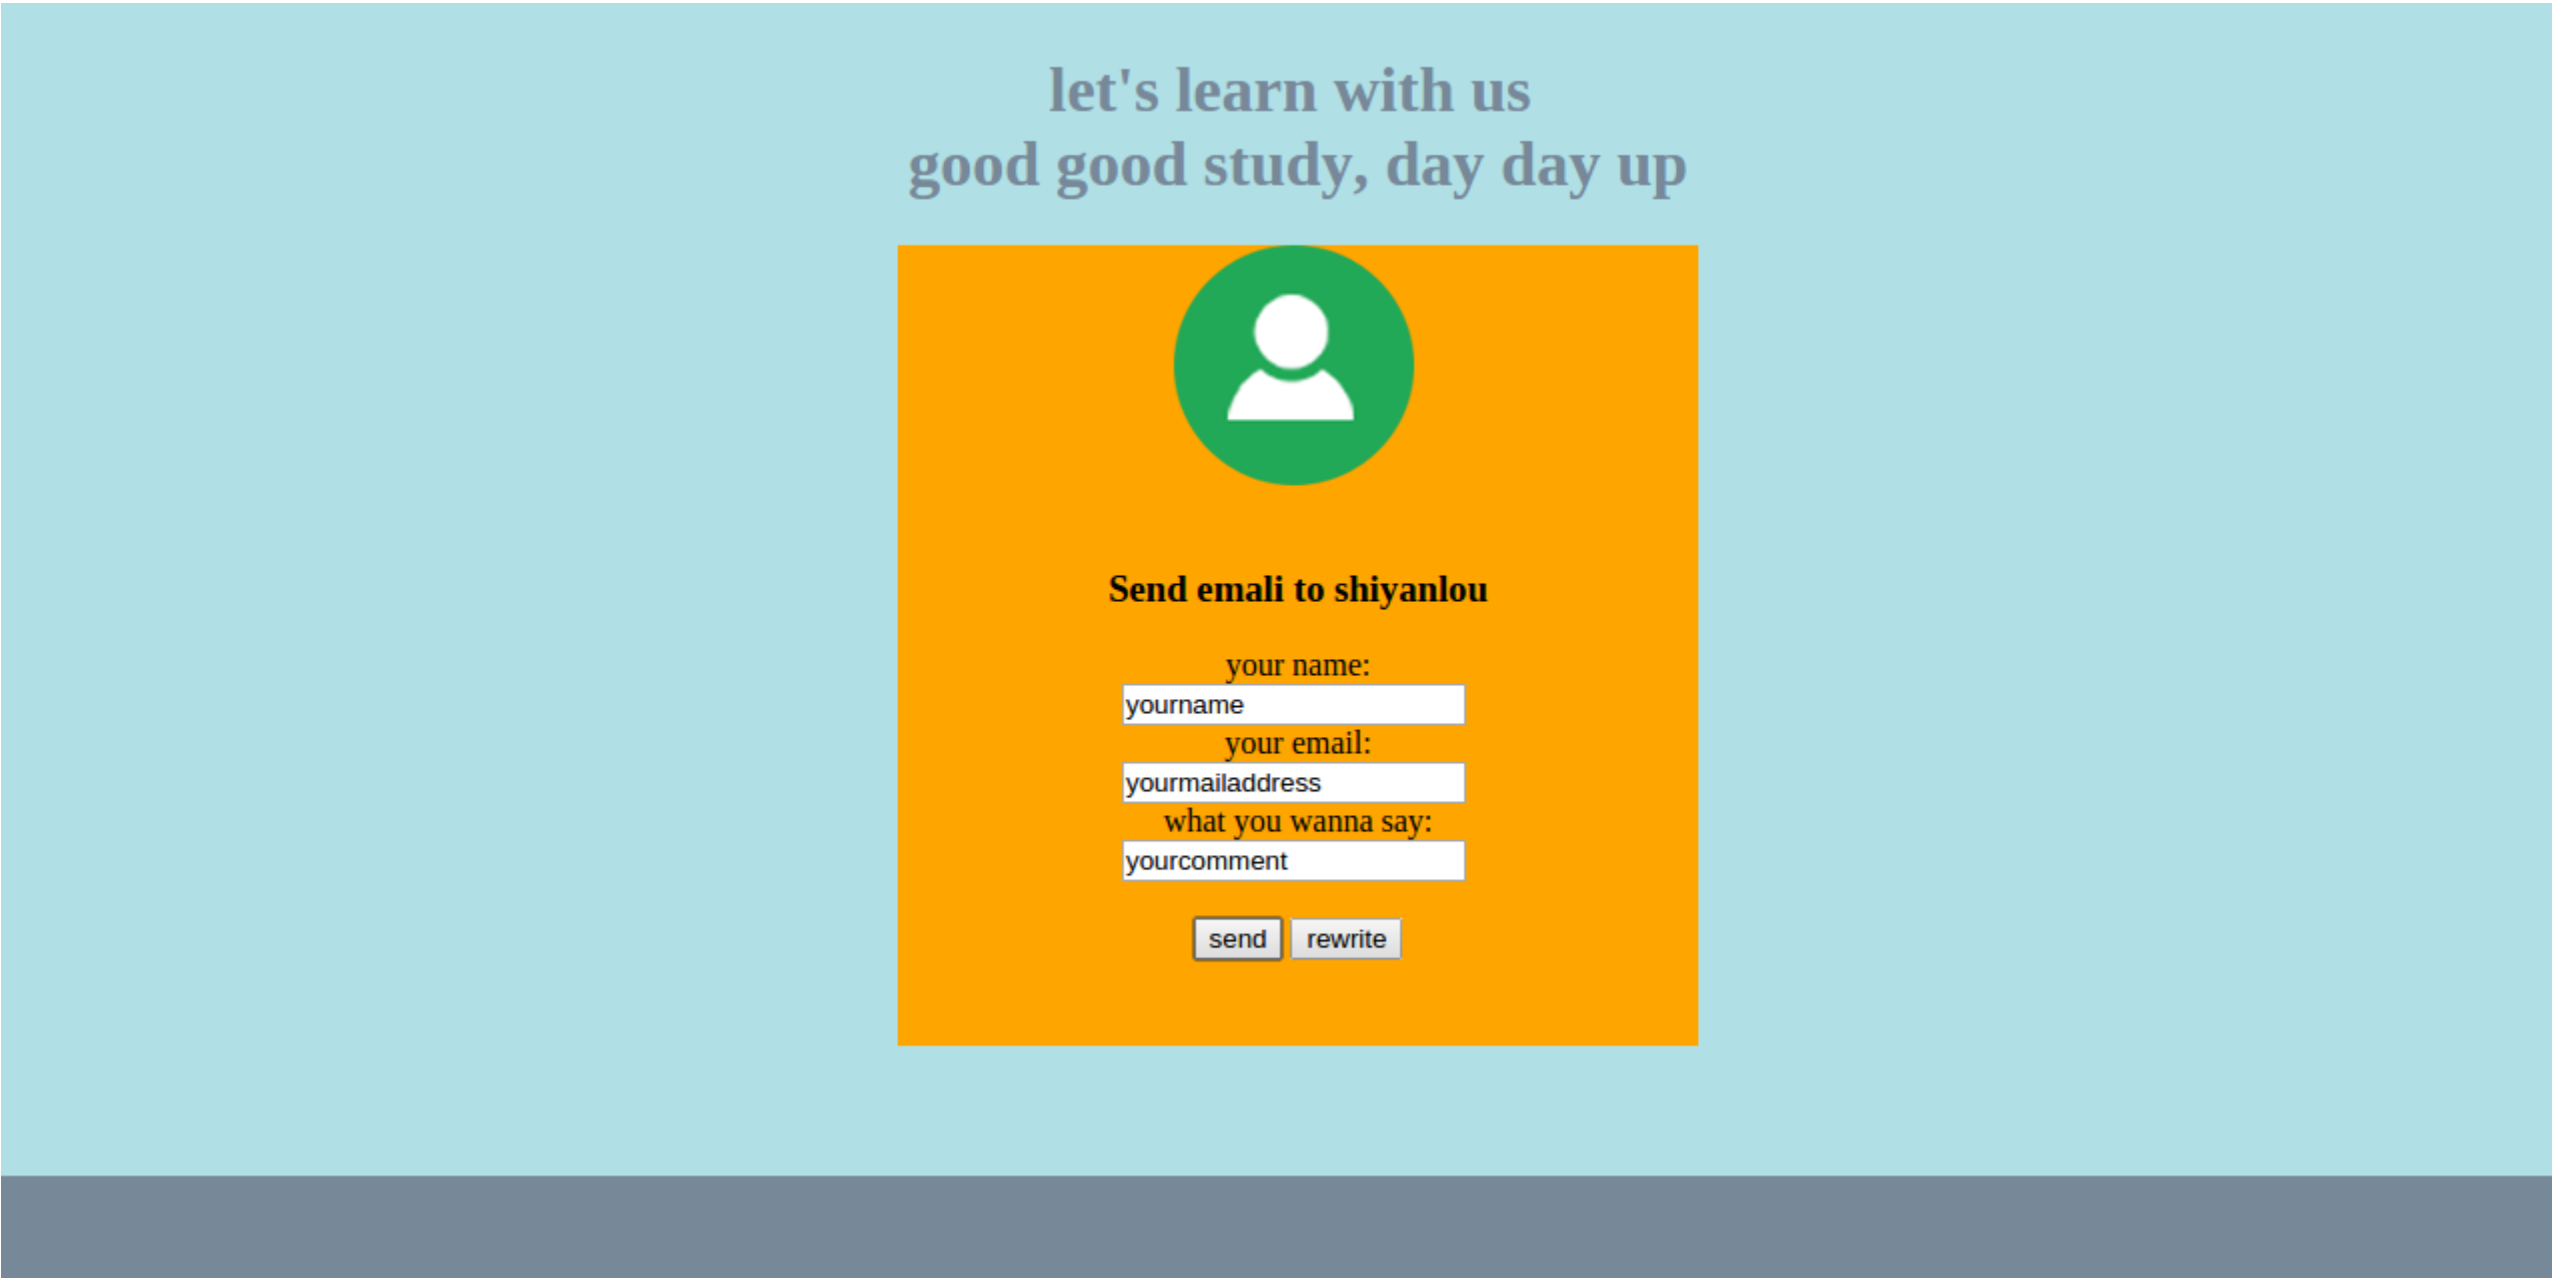 let's learn with us
good good study, day day up
Send emali to shiyanlou
your name:
yourname
your email:
yourmailaddress
what you wanna say:
yourcomment
send rewrite